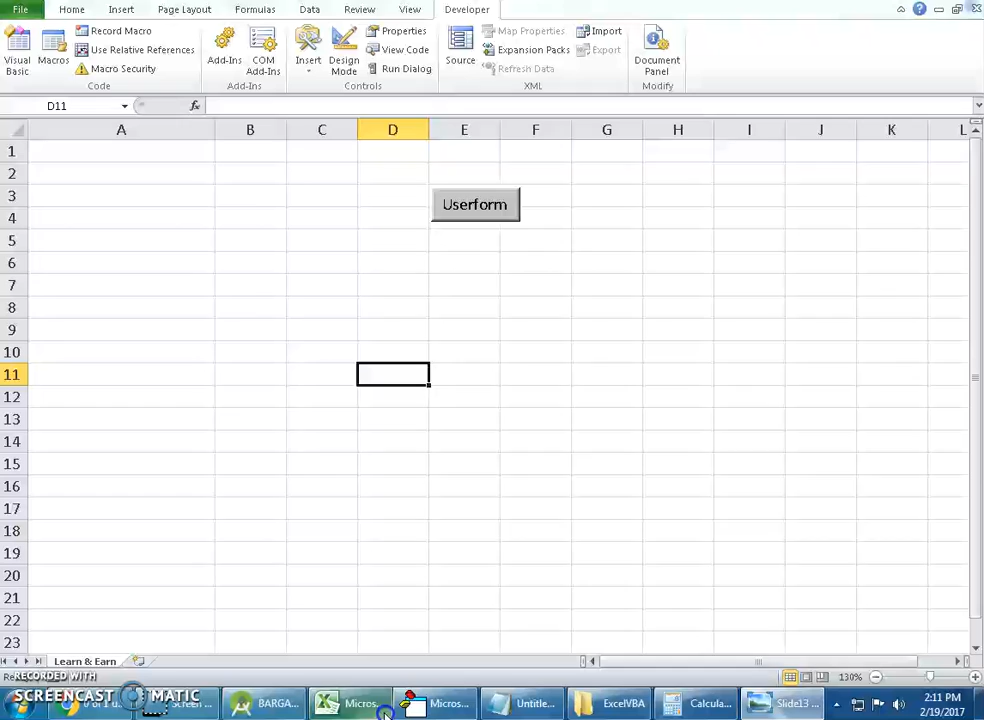 File Home Insert Page Layout Formulas Data Review View Developer
Visual Basic
Macros
Record Macro
Use Relative References
Macro Security
Code
Add-Ins
COM Add-Ins
Add-Ins
Insert
Design Mode
Properties
View Code
Run Dialog
Controls
Source
Map Properties
Expansion Packs
Refresh Data
Import
Export
XML
Document Panel
Modify
D11 fx
A B C D E F G H I J K L
1
2
3
4
5
6
7
8
9
10
11
12
13
14
15
16
17
18
19
20
21
22
23
Userform
Learn & Earn
RECORDED WITH
130%
SCREENCAST MATIC
BARGA... Micros... Micros... Untitle... ExcelVBA Calcula... Slide13 ...
2:11 PM
2/19/2017